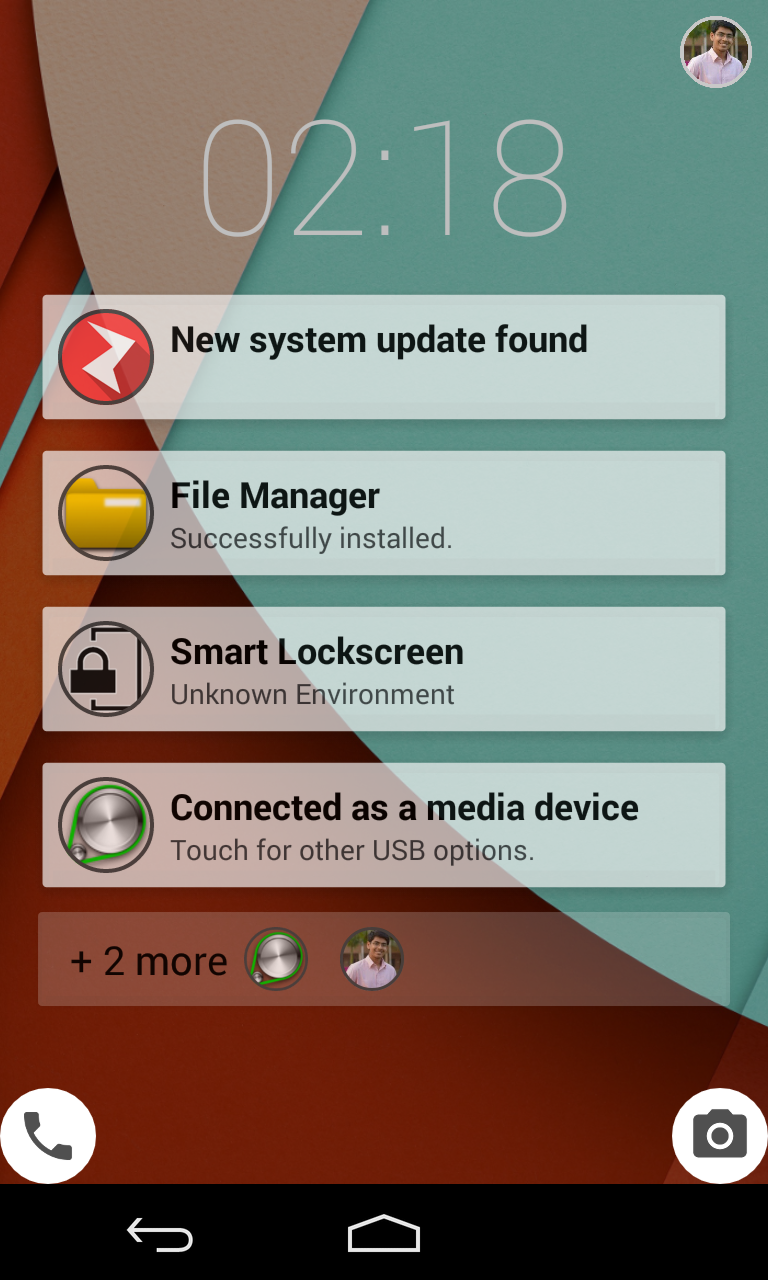 02:18
New system update found
File Manager
Successfully installed.
Smart Lockscreen
Unknown Environment
Connected as a media device
Touch for other USB options.
+ 2 more